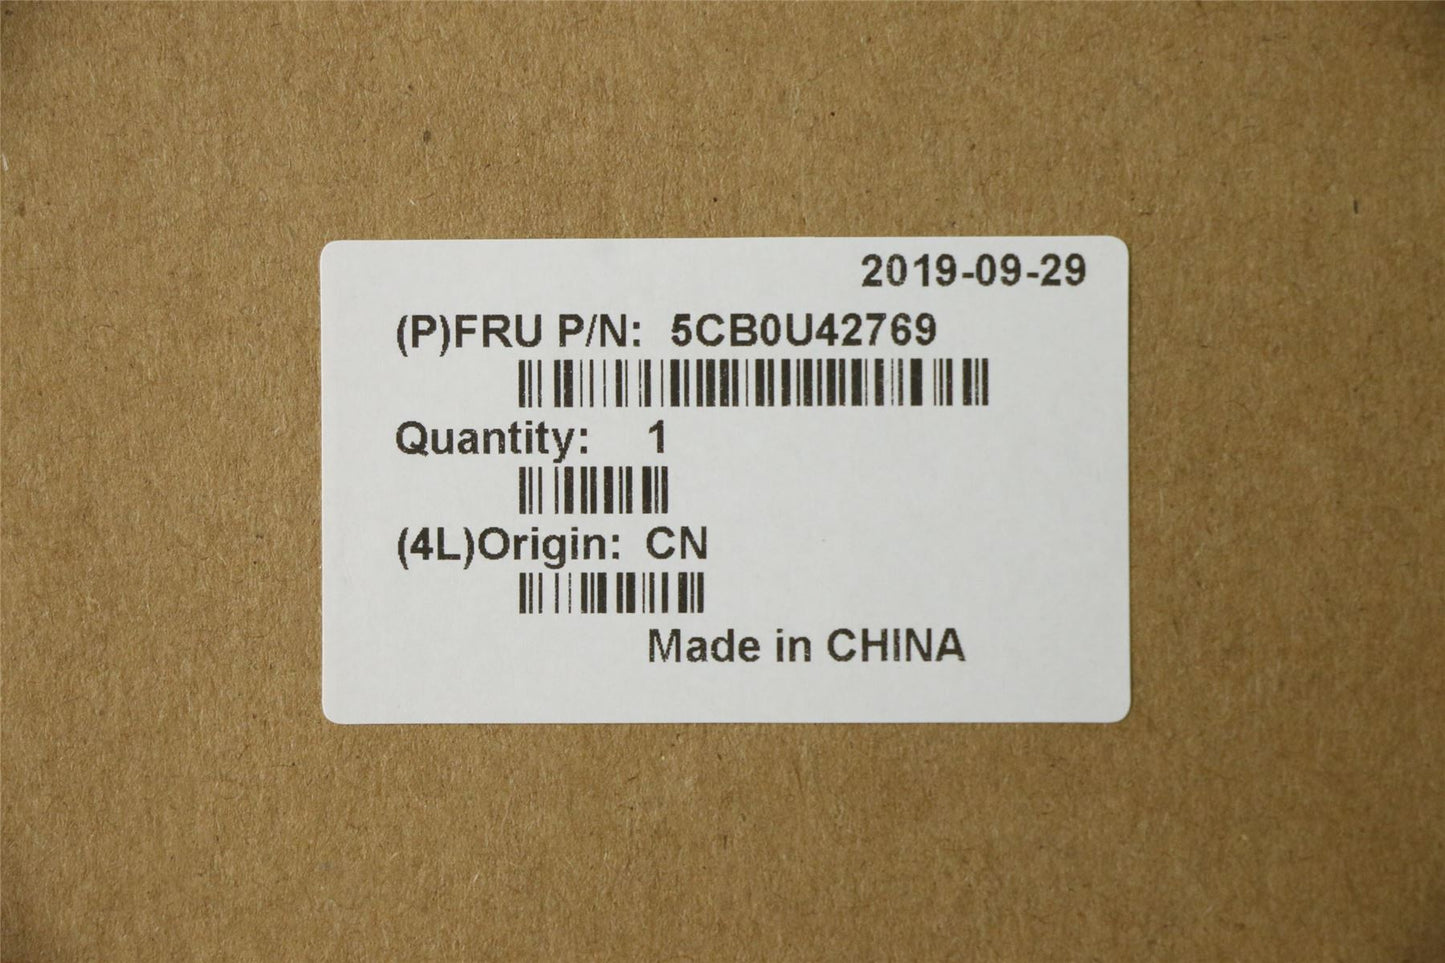 2019-09-29
(P)FRU P/N: 5CB0U42769
Quantity: 1
(4L)Origin: CN
Made in CHINA